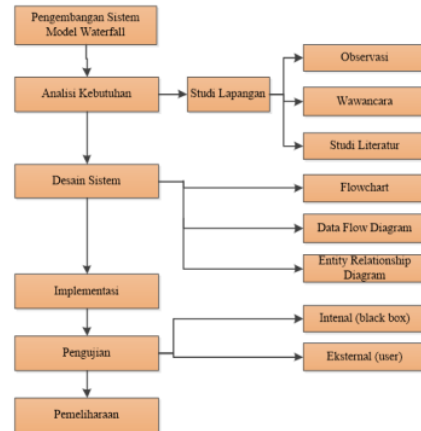 Pengembangan Sistem
Model Waterfall
Analisi Kebutuhan
Studi Lapangan
Observasi
Wawancara
Studi Literatur
Desain Sistem
Flowchart
Data Flow Diagram
Entity Relationship
Diagram
Implementasi
Pengujian
Intenal (black box)
Eksternal (user)
Pemeliharaan